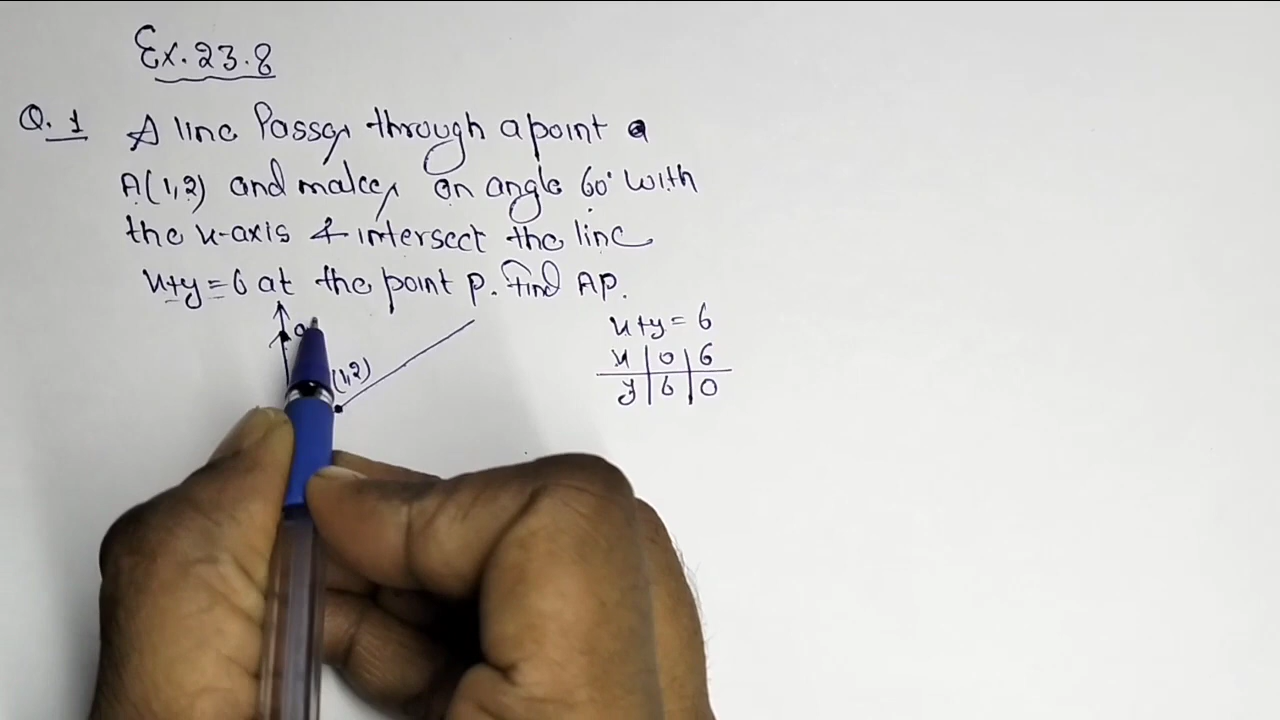 Ex. 23.8
Q. 1 A line Passes through a point
A(1,2) and makes an angle 60° with
the x-axis & intersect the line
x+y=6 at the point P. find AP.
x+y=6
x | 0 | 6
y | 6 | 0
(1,2)